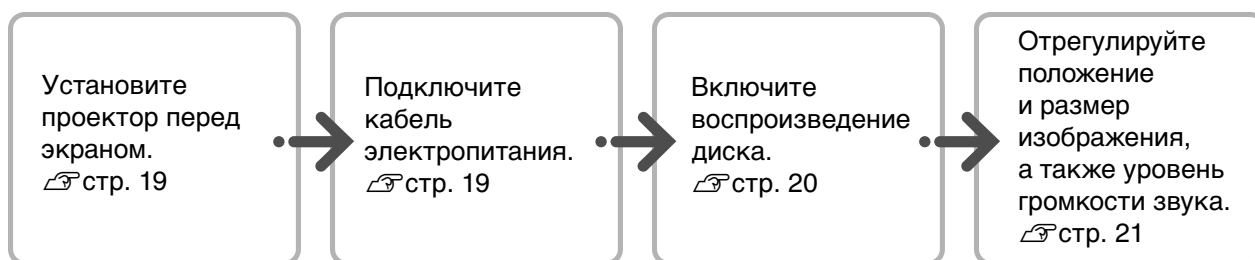 Установите
проектор перед
экраном.
стр. 19
Подключите
кабель
электропитания.
стр. 19
Включите
воспроизведение
диска.
стр. 20
Отрегулируйте
положение
и размер
изображения,
а также уровень
громкости звука.
стр. 21